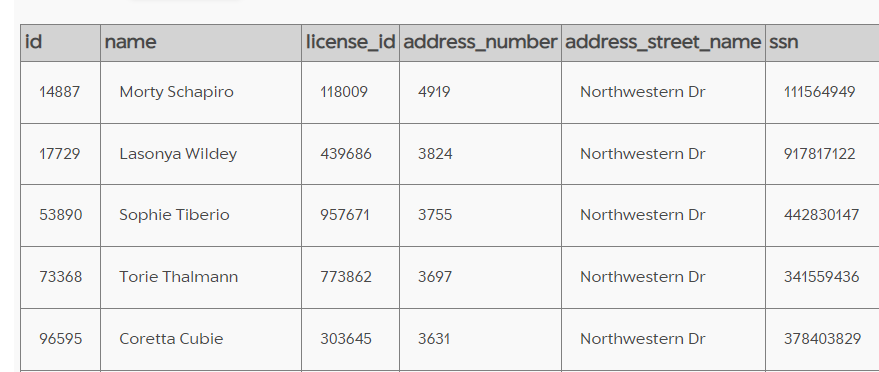 id name license_id address_number address_street_name ssn
14887 Morty Schapiro 118009 4919 Northwestern Dr 111564949
17729 Lasonya Wildey 439686 3824 Northwestern Dr 917817122
53890 Sophie Tiberio 957671 3755 Northwestern Dr 442830147
73368 Torie Thalmann 773862 3697 Northwestern Dr 341559436
96595 Coretta Cubie 303645 3631 Northwestern Dr 378403829